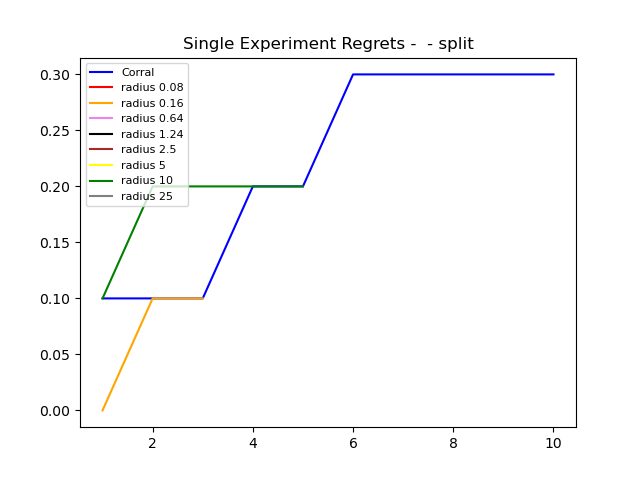 Single Experiment Regrets -  - split
0.30
0.25
0.20
0.15
0.10
0.05
0.00
Corral
radius 0.08
radius 0.16
radius 0.64
radius 1.24
radius 2.5
radius 5
radius 10
radius 25
2 4 6 8 10